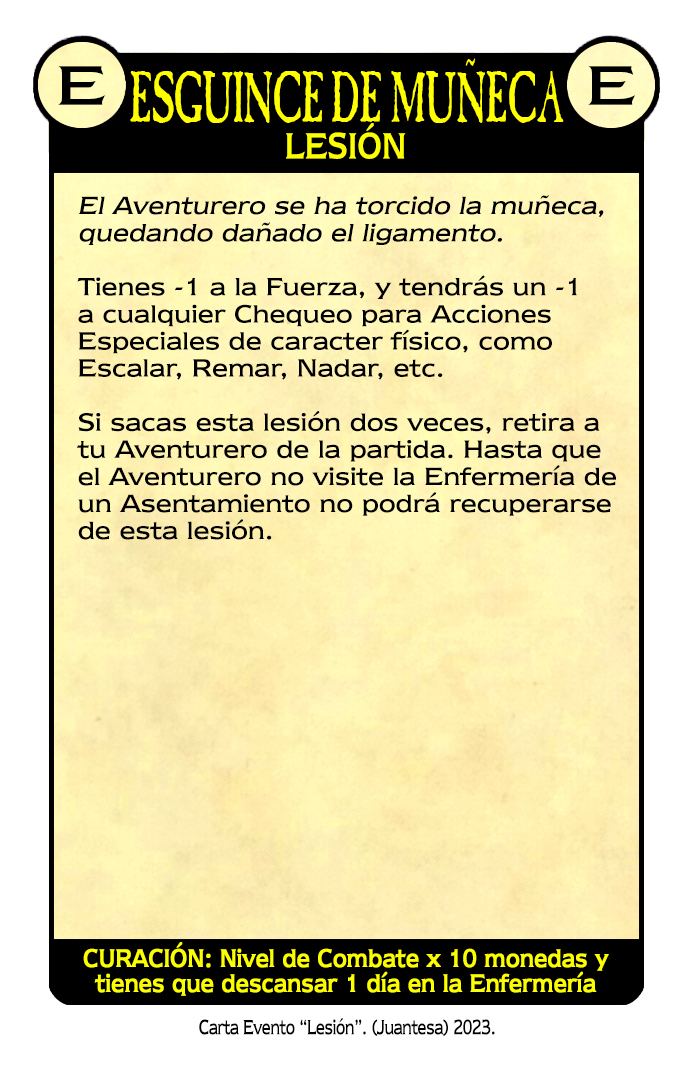 E ESGUINCE DE MUÑECA E
LESIÓN
El Aventurero se ha torcido la muñeca,
quedando dañado el ligamento.
Tienes -1 a la Fuerza, y tendrás un -1
a cualquier Chequeo para Acciones
Especiales de caracter físico, como
Escalar, Remar, Nadar, etc.
Si sacas esta lesión dos veces, retira a
tu Aventurero de la partida. Hasta que
el Aventurero no visite la Enfermería de
un Asentamiento no podrá recuperarse
de esta lesión.
CURACIÓN: Nivel de Combate x 10 monedas y
tienes que descansar 1 día en la Enfermería
Carta Evento “Lesión”. (Juantesa) 2023.